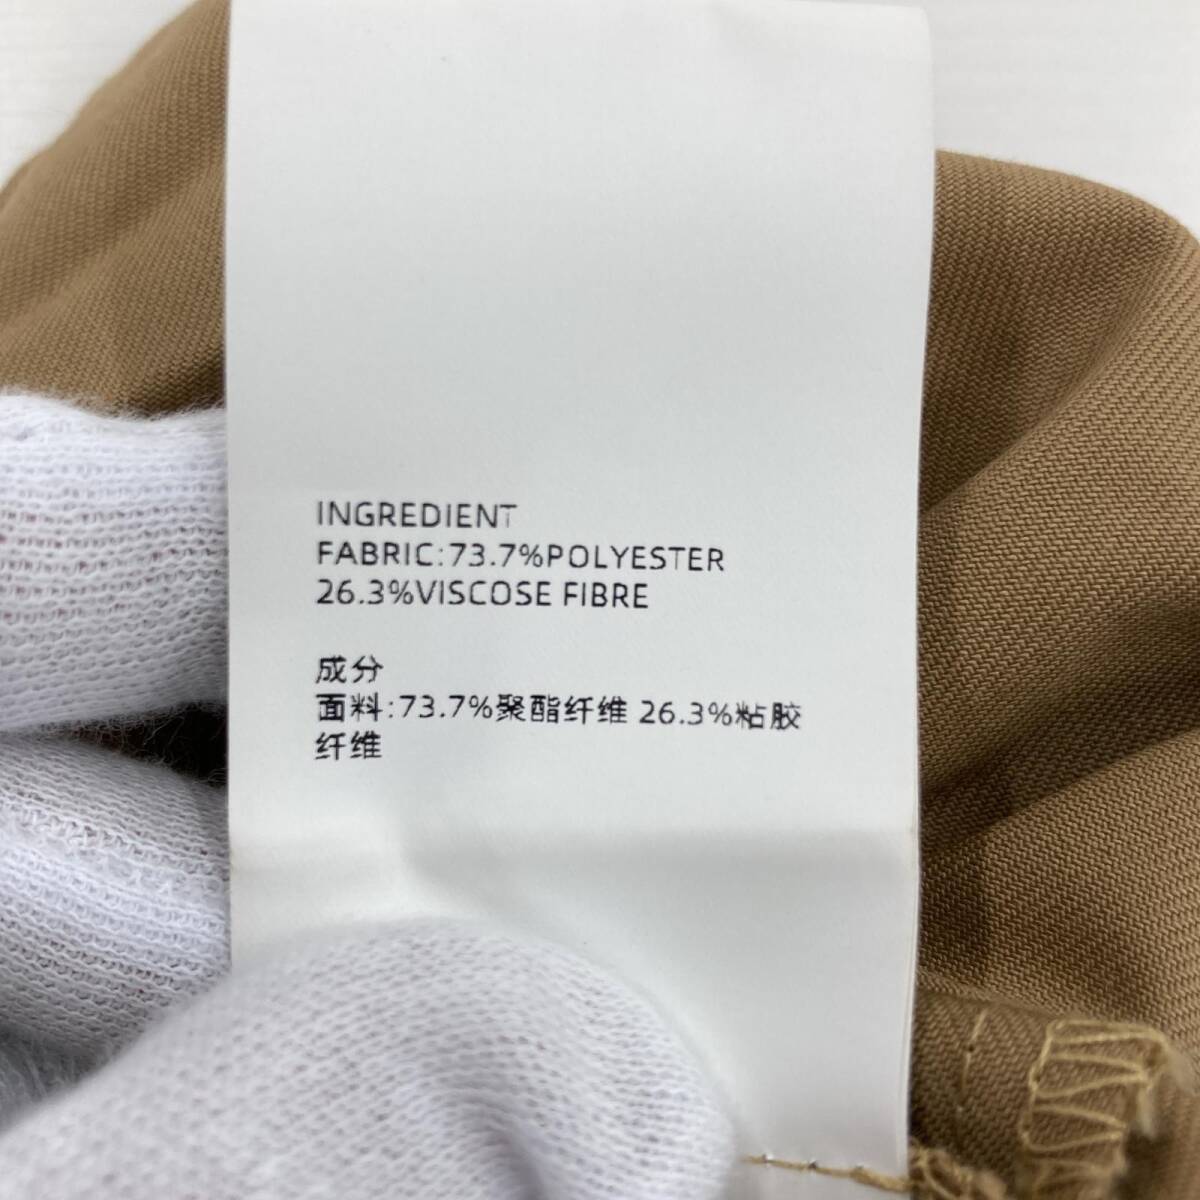 INGREDIENT
FABRIC:73.7%POLYESTER
26.3%VISCOSE FIBRE
成分
面料:73.7%聚酯纤维 26.3%粘胶
纤维